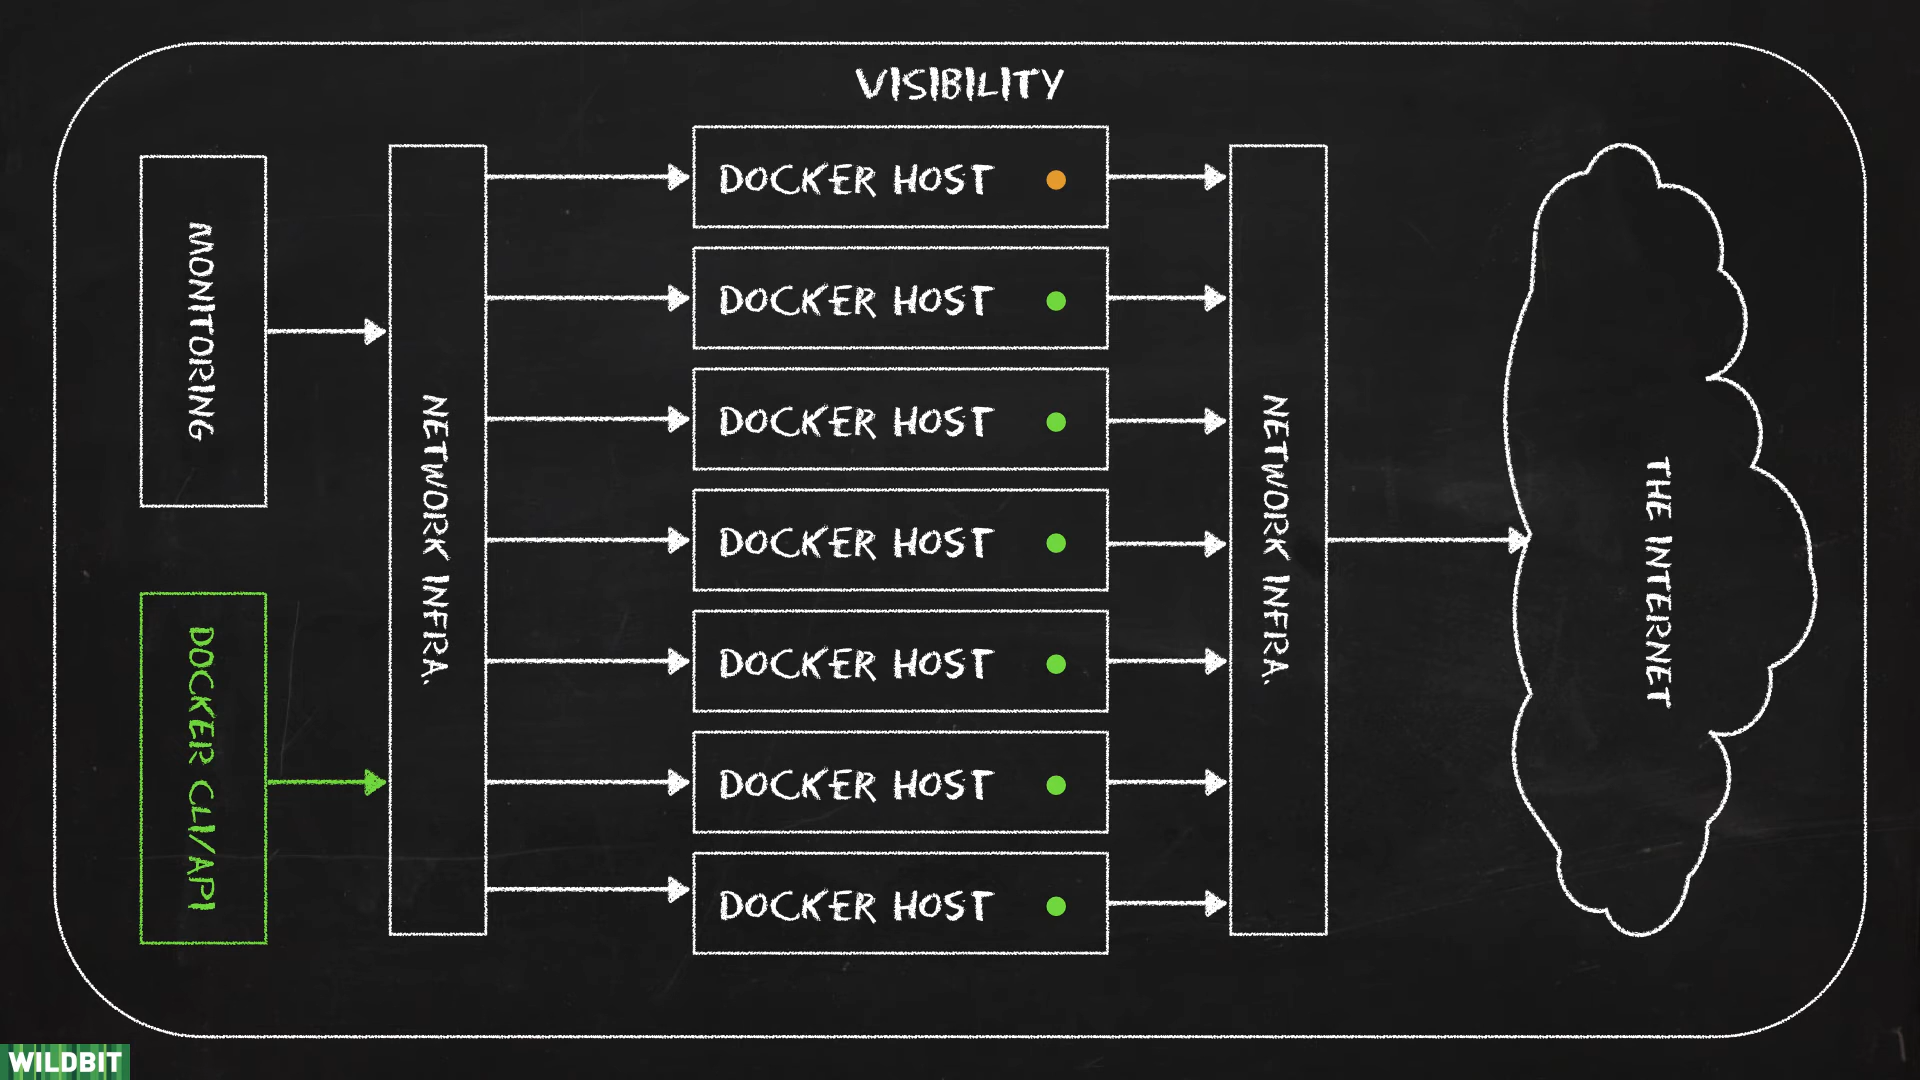 VISIBILITY
MONITORING
DOCKER CLI/API
NETWORK INFRA.
DOCKER HOST
DOCKER HOST
DOCKER HOST
DOCKER HOST
DOCKER HOST
DOCKER HOST
DOCKER HOST
NETWORK INFRA.
THE INTERNET
WILDBIT